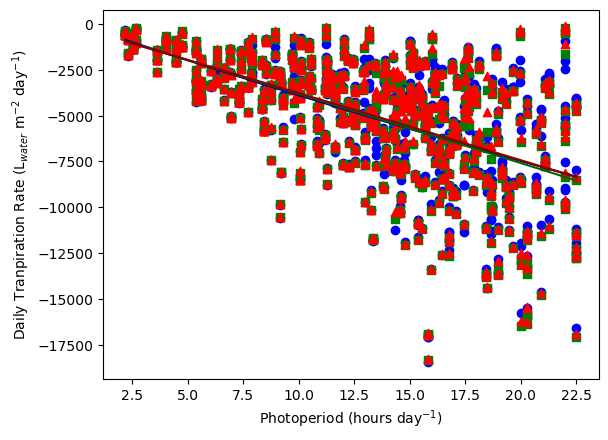 0
−2500
−5000
−7500
−10000
−12500
−15000
−17500
Daily Tranpiration Rate (L$_{water}$ m$^{-2}$ day$^{-1}$)
2.5 5.0 7.5 10.0 12.5 15.0 17.5 20.0 22.5
Photoperiod (hours day$^{-1}$)